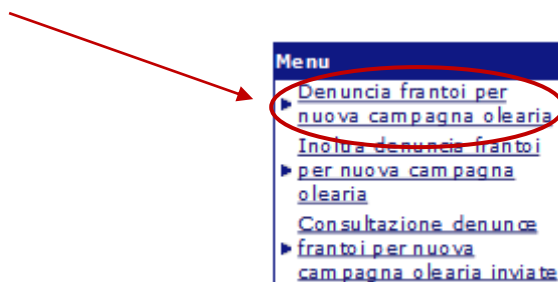 Menu
Denuncia frantoi per
nuova campagna olearia
Inoltra denuncia frantoi
per nuova campagna
olearia
Consultazione denunce
frantoi per nuova
campagna olearia inviate